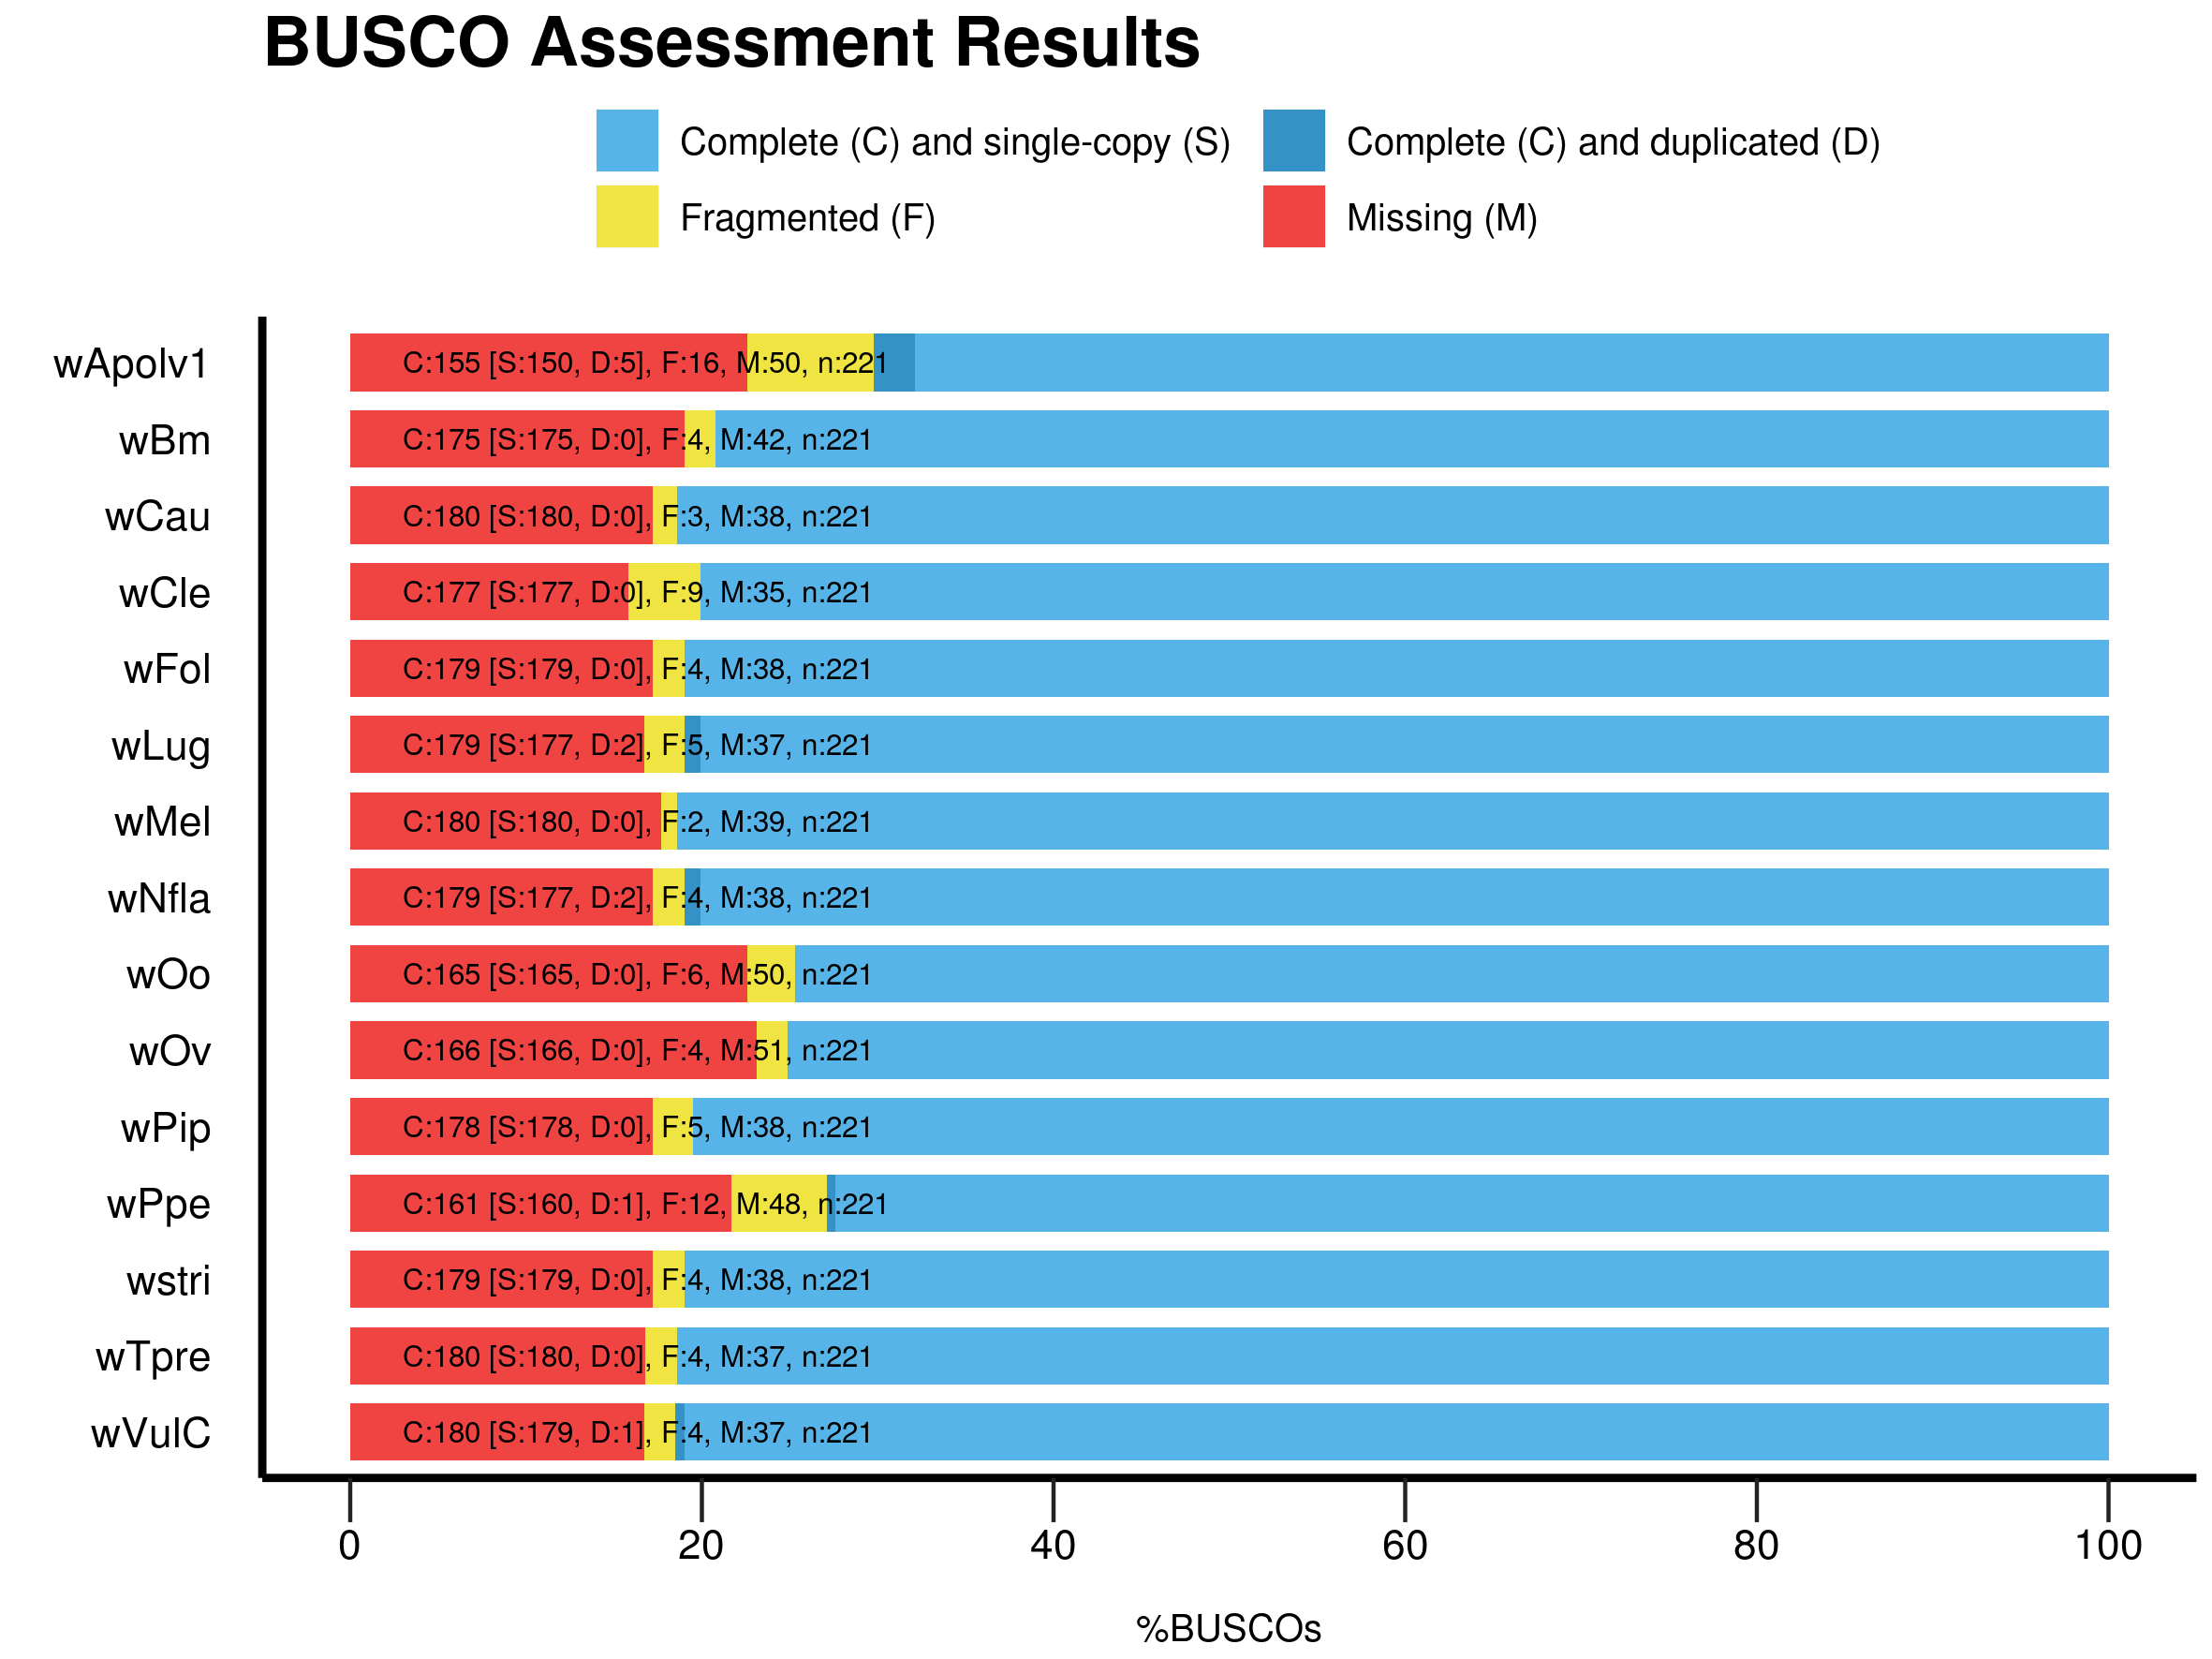 BUSCO Assessment Results
Complete (C) and single-copy (S) Complete (C) and duplicated (D)
Fragmented (F) Missing (M)
wApolv1 C:155 [S:150, D:5], F:16, M:50, n:221
wBm C:175 [S:175, D:0], F:4, M:42, n:221
wCau C:180 [S:180, D:0], F:3, M:38, n:221
wCle C:177 [S:177, D:0], F:9, M:35, n:221
wFol C:179 [S:179, D:0], F:4, M:38, n:221
wLug C:179 [S:177, D:2], F:5, M:37, n:221
wMel C:180 [S:180, D:0], F:2, M:39, n:221
wNfla C:179 [S:177, D:2], F:4, M:38, n:221
wOo C:165 [S:165, D:0], F:6, M:50, n:221
wOv C:166 [S:166, D:0], F:4, M:51, n:221
wPip C:178 [S:178, D:0], F:5, M:38, n:221
wPpe C:161 [S:160, D:1], F:12, M:48, n:221
wstri C:179 [S:179, D:0], F:4, M:38, n:221
wTpre C:180 [S:180, D:0], F:4, M:37, n:221
wVulC C:180 [S:179, D:1], F:4, M:37, n:221
0 20 40 60 80 100
%BUSCOs